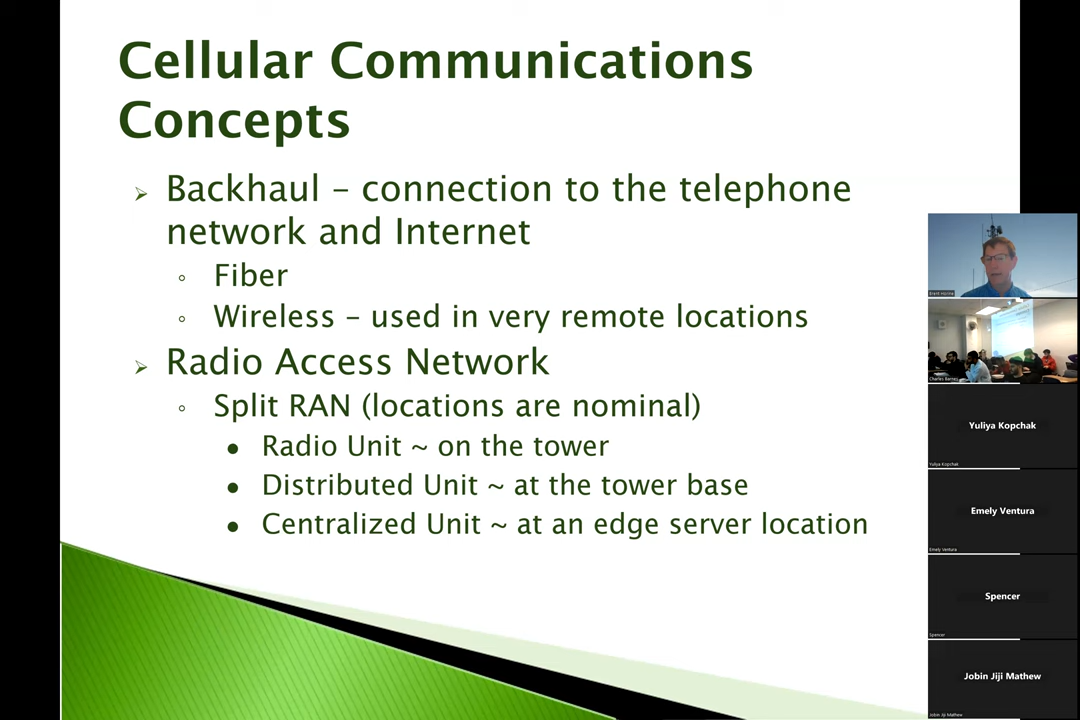 Cellular Communications
Concepts
Backhaul – connection to the telephone
network and Internet
Fiber
Wireless – used in very remote locations
Radio Access Network
Split RAN (locations are nominal)
Radio Unit ~ on the tower
Distributed Unit ~ at the tower base
Centralized Unit ~ at an edge server location
Yuliya Kopchak
Yuliya Kopchak
Emely Ventura
Emely Ventura
Spencer
Spencer
Jobin Jiji Mathew
Jobin Jiji Mathew